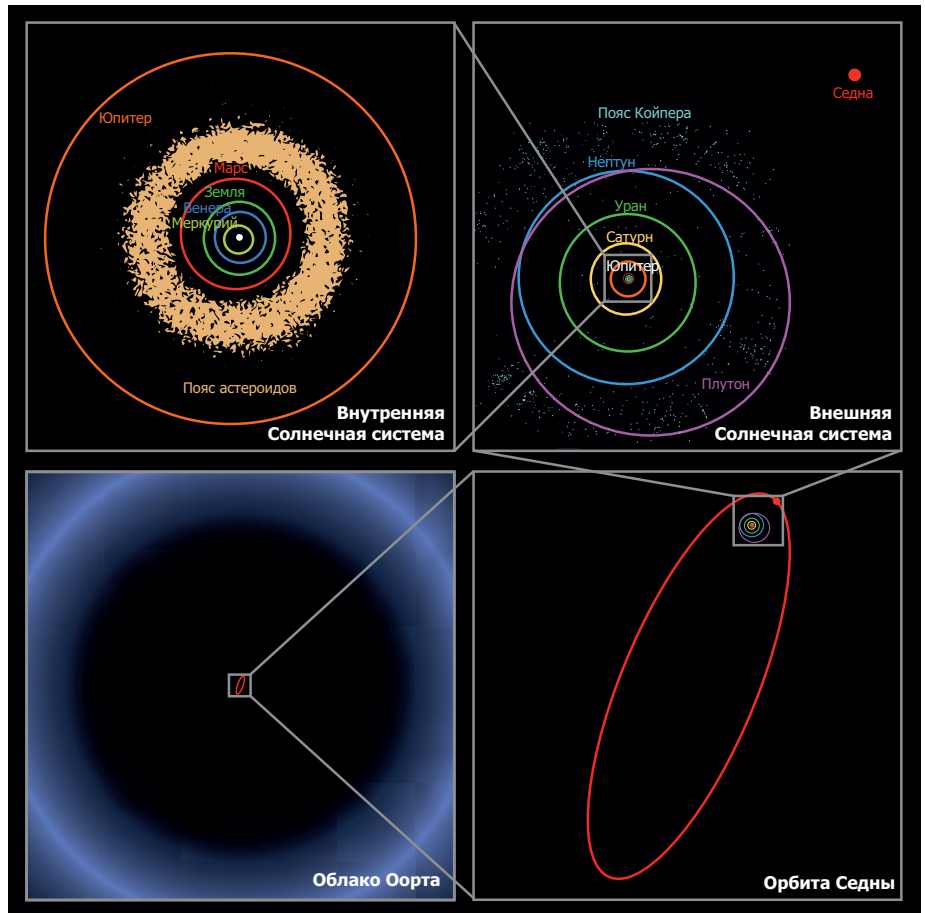 Юпитер
Марс
Земля
Венера
Меркурий
Пояс астероидов
Внутренняя
Солнечная система
Седна
Пояс Койпера
Нептун
Уран
Сатурн
Юпитер
Плутон
Внешняя
Солнечная система
Облако Оорта
Орбита Седны